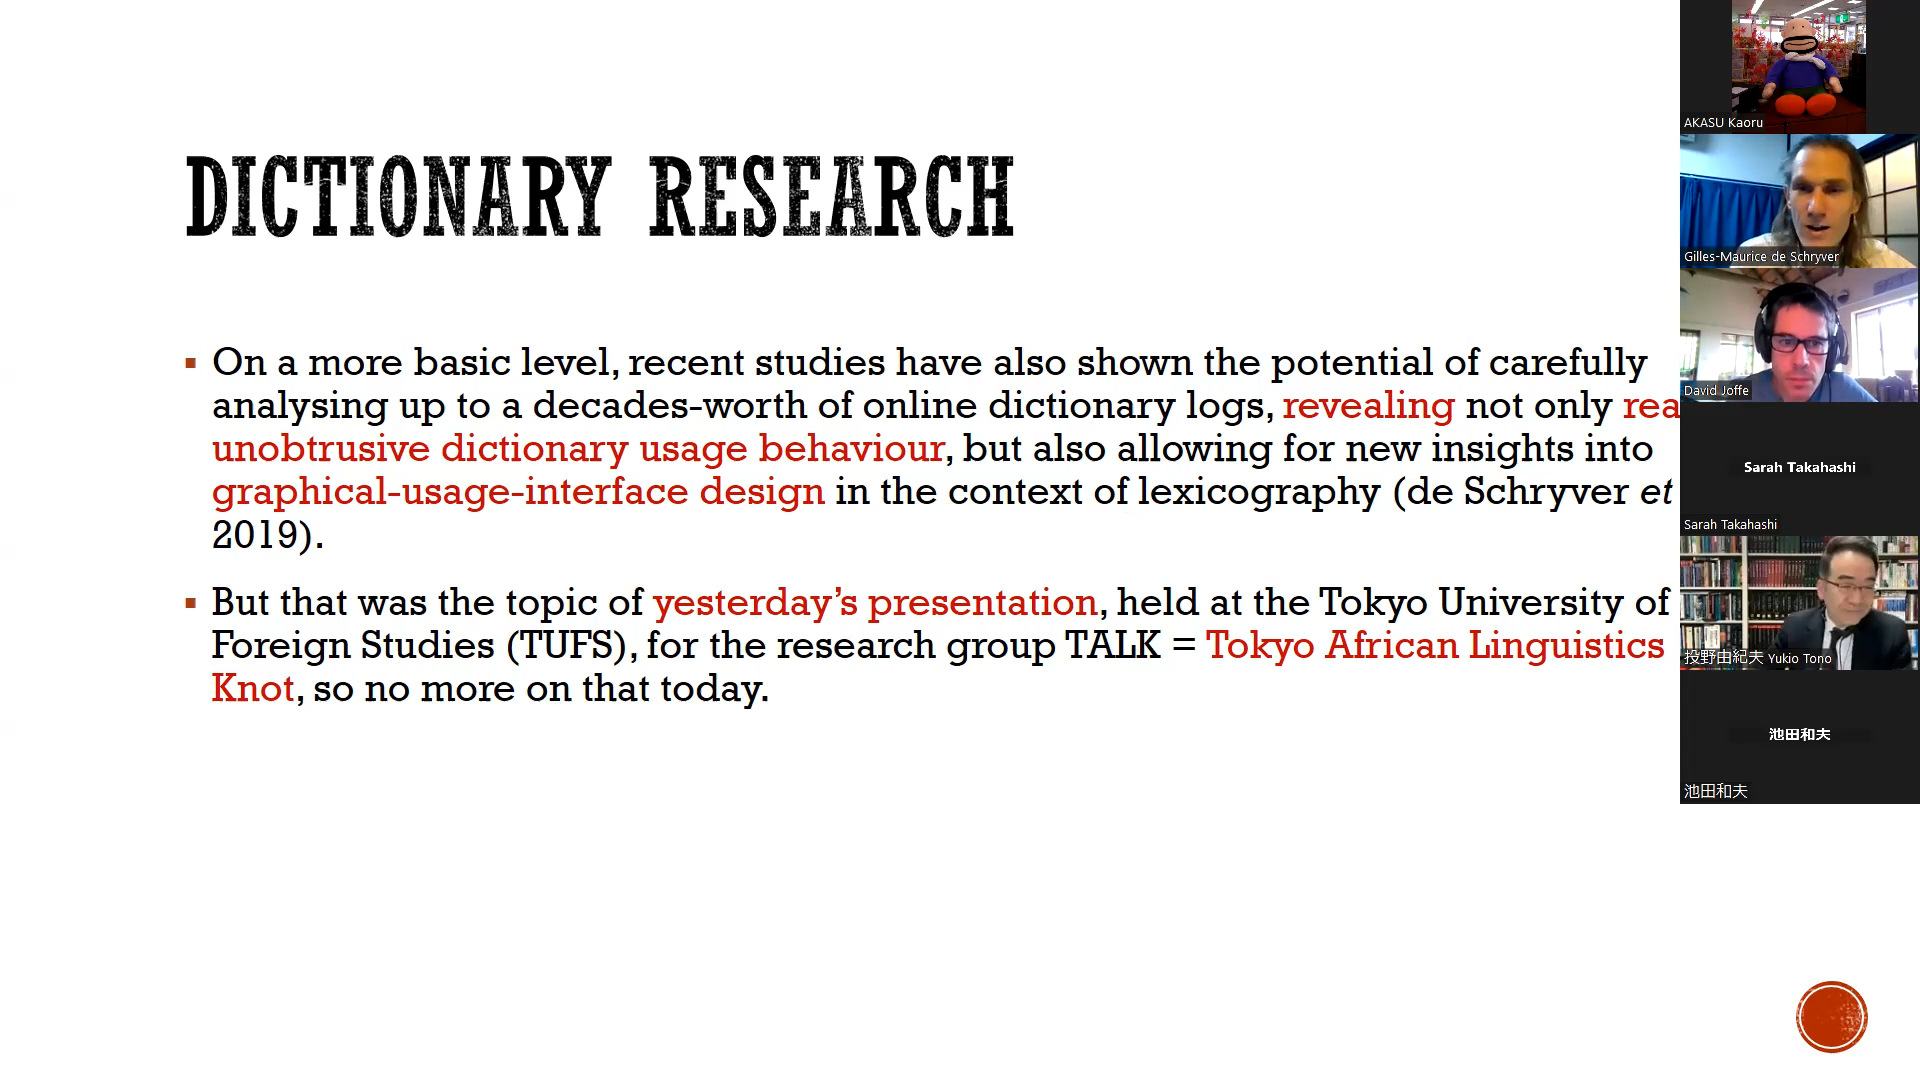 DICTIONARY RESEARCH
On a more basic level, recent studies have also shown the potential of carefully
analysing up to a decades-worth of online dictionary logs, revealing not only
unobtrusive dictionary usage behaviour, but also allowing for new insights into
graphical-usage-interface design in the context of lexicography (de Schryver et
2019).
But that was the topic of yesterday’s presentation, held at the Tokyo University of
Foreign Studies (TUFS), for the research group TALK = Tokyo African Linguistics
Knot, so no more on that today.
AKASU Kaoru
Gilles-Maurice de Schryver
David Joffe
Sarah Takahashi
Sarah Takahashi
投野由紀夫 Yukio Tono
池田和夫
池田和夫